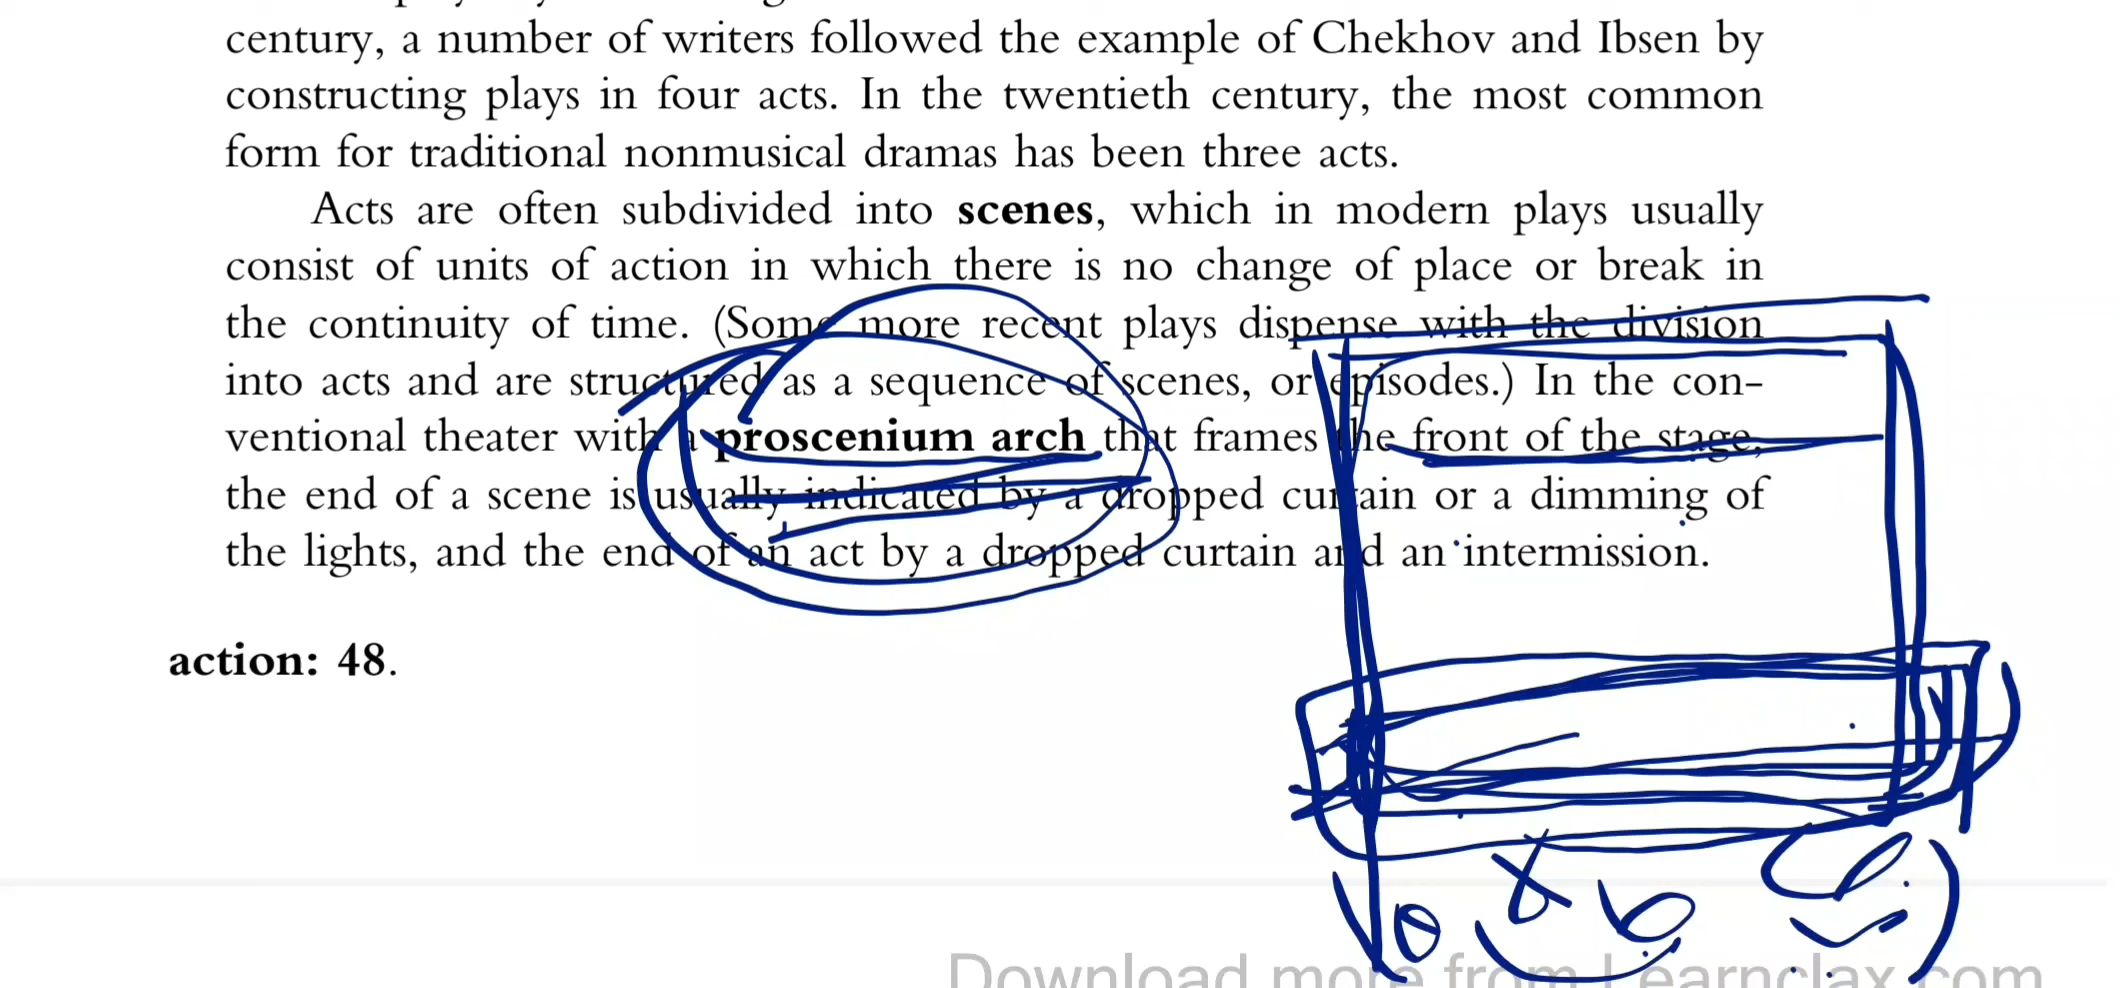 century, a number of writers followed the example of Chekhov and Ibsen by
constructing plays in four acts. In the twentieth century, the most common
form for traditional nonmusical dramas has been three acts.
Acts are often subdivided into scenes, which in modern plays usually
consist of units of action in which there is no change of place or break in
the continuity of time. (Some more recent plays dispense with the division
into acts and are structured as a sequence of scenes, or episodes.) In the con-
ventional theater with a proscenium arch that frames the front of the stage,
the end of a scene is usually indicated by a dropped curtain or a dimming of
the lights, and the end of an act by a dropped curtain and an intermission.
action: 48.
Download more from Learnclax.com